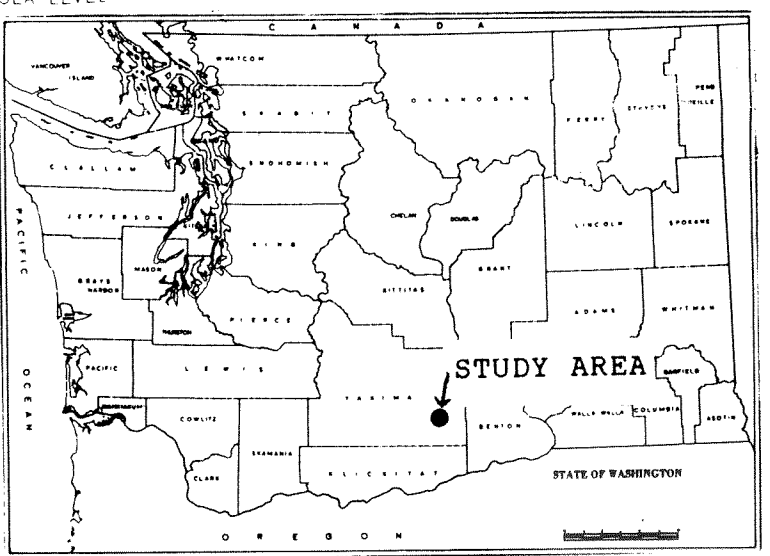 SEA LEVEL
CANADA
VANCOUVER
ISLAND
WHATCOM
OKANOGAN
FERRY
STEVENS
PEND
OREILLE
SKAGIT
ISLAND
SNOHOMISH
CLALLAM
CHELAN
DOUGLAS
LINCOLN
SPOKANE
JEFFERSON
KING
PACIFIC
OCEAN
GRAYS
HARBOR
MASON
KITTITAS
GRANT
ADAMS
WHITMAN
THURSTON
PIERCE
PACIFIC
LEWIS
STUDY AREA
GARFIELD
YAKIMA
COWLITZ
SKAMANIA
BENTON
WALLA WALLA
COLUMBIA
ASOTIN
CLARK
KLICKITAT
STATE OF WASHINGTON
OREGON